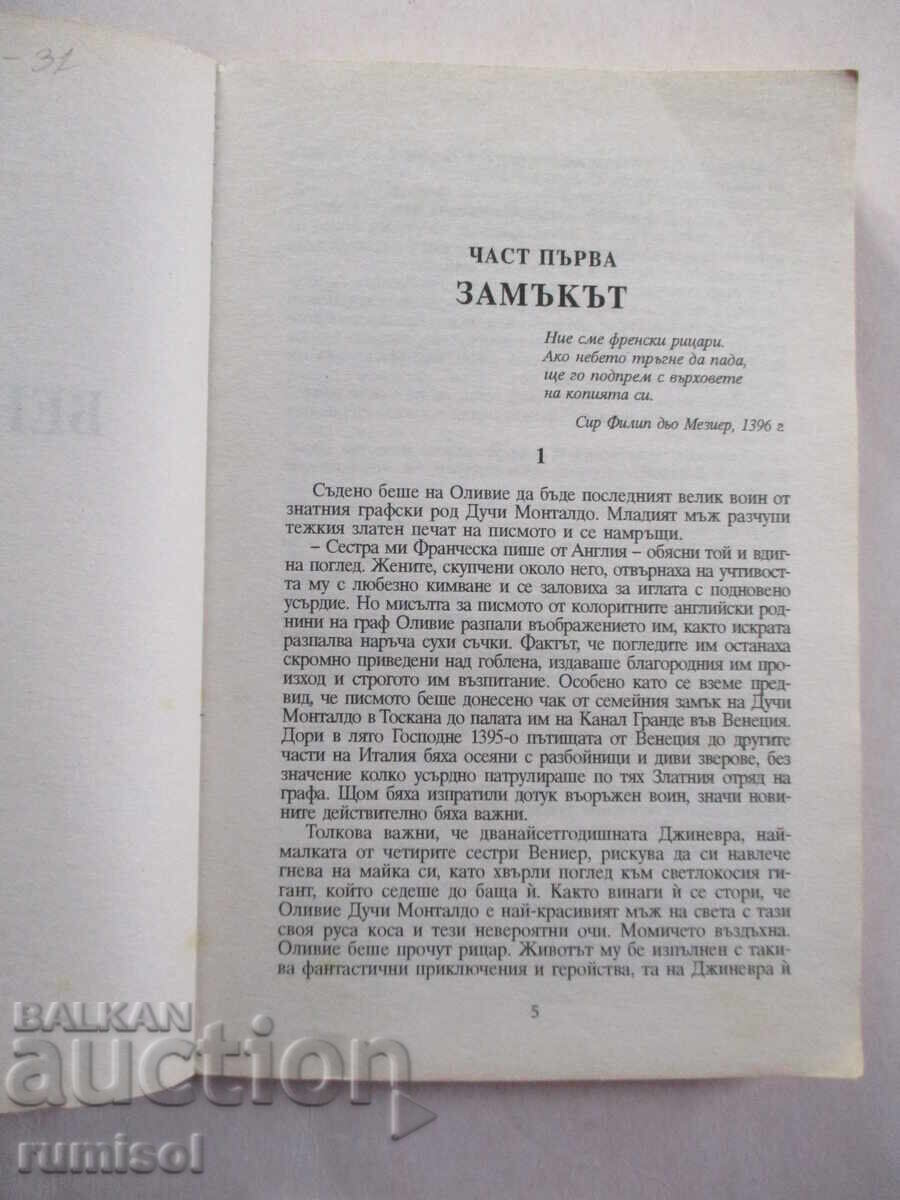 - 31
ЧАСТ ПЪРВА
ЗАМЪКЪТ
Ние сме френски рицари.
Ако небето тръгне да пада,
ще го подпрем с върховете
на копията си.
Сир Филип дьо Мезиер, 1396 г.
1
Съдено беше на Оливие да бъде последният велик воин от
знатния графски род Дучи Монталдо. Младият мъж разчупи
тежкия златен печат на писмото и се намръщи.
– Сестра ми Франческа пише от Англия – обясни той и вдиг-
на поглед. Жените, скупчени около него, отвърнаха на учтивост-
та му с любезно кимване и се заловиха за иглата с подновено
усърдие. Но мисълта за писмото от колоритните английски род-
нини на граф Оливие разпали въображението им, както искрата
разпалва наръча сухи съчки. Фактът, че погледите им останаха
скромно приведени над гоблена, издаваше благородния им про-
изход и строгото им възпитание. Особено като се вземе пред-
вид, че писмото беше донесено чак от семейния замък на Дучи
Монталдо в Тоскана до палата им на Канал Гранде във Венеция.
Дори в лято Господне 1395-о пътищата от Венеция до другите
части на Италия бяха осеяни с разбойници и диви зверове, без
значение колко усърдно патрулираше по тях Златния отряд на
графа. Щом бяха изпратили дотук въоръжен воин, значи нови-
ните действително бяха важни.
Толкова важни, че дванайсетгодишната Джиневра, най-
малката от четирите сестри Вениер, рискува да си навлече
гнева на майка си, като хвърли поглед към светлокосия ги-
гант, който седеше до баща ѝ. Както винаги ѝ се стори, че
Оливие Дучи Монталдо е най-красивият мъж на света с тази
своя руса коса и тези невероятни очи. Момичето въздъхна.
Оливие беше прочут рицар. Животът му бе изпълнен с таки-
ва фантастични приключения и геройства, та на Джиневра ѝ
5
BALKAN
auction
rumisol